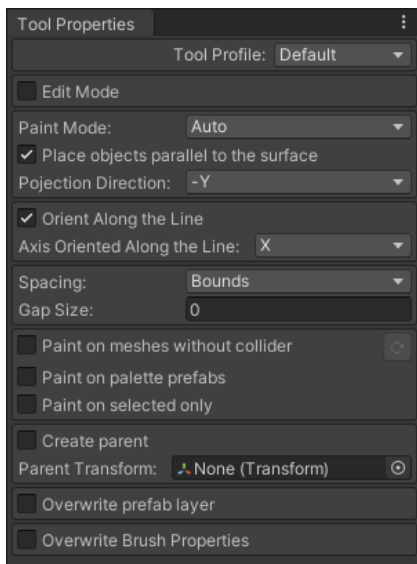 Tool Properties
Tool Profile: Default
Edit Mode
Paint Mode: Auto
Place objects parallel to the surface
Pojection Direction: -Y
Orient Along the Line
Axis Oriented Along the Line: X
Spacing: Bounds
Gap Size: 0
Paint on meshes without collider
Paint on palette prefabs
Paint on selected only
Create parent
Parent Transform: None (Transform)
Overwrite prefab layer
Overwrite Brush Properties